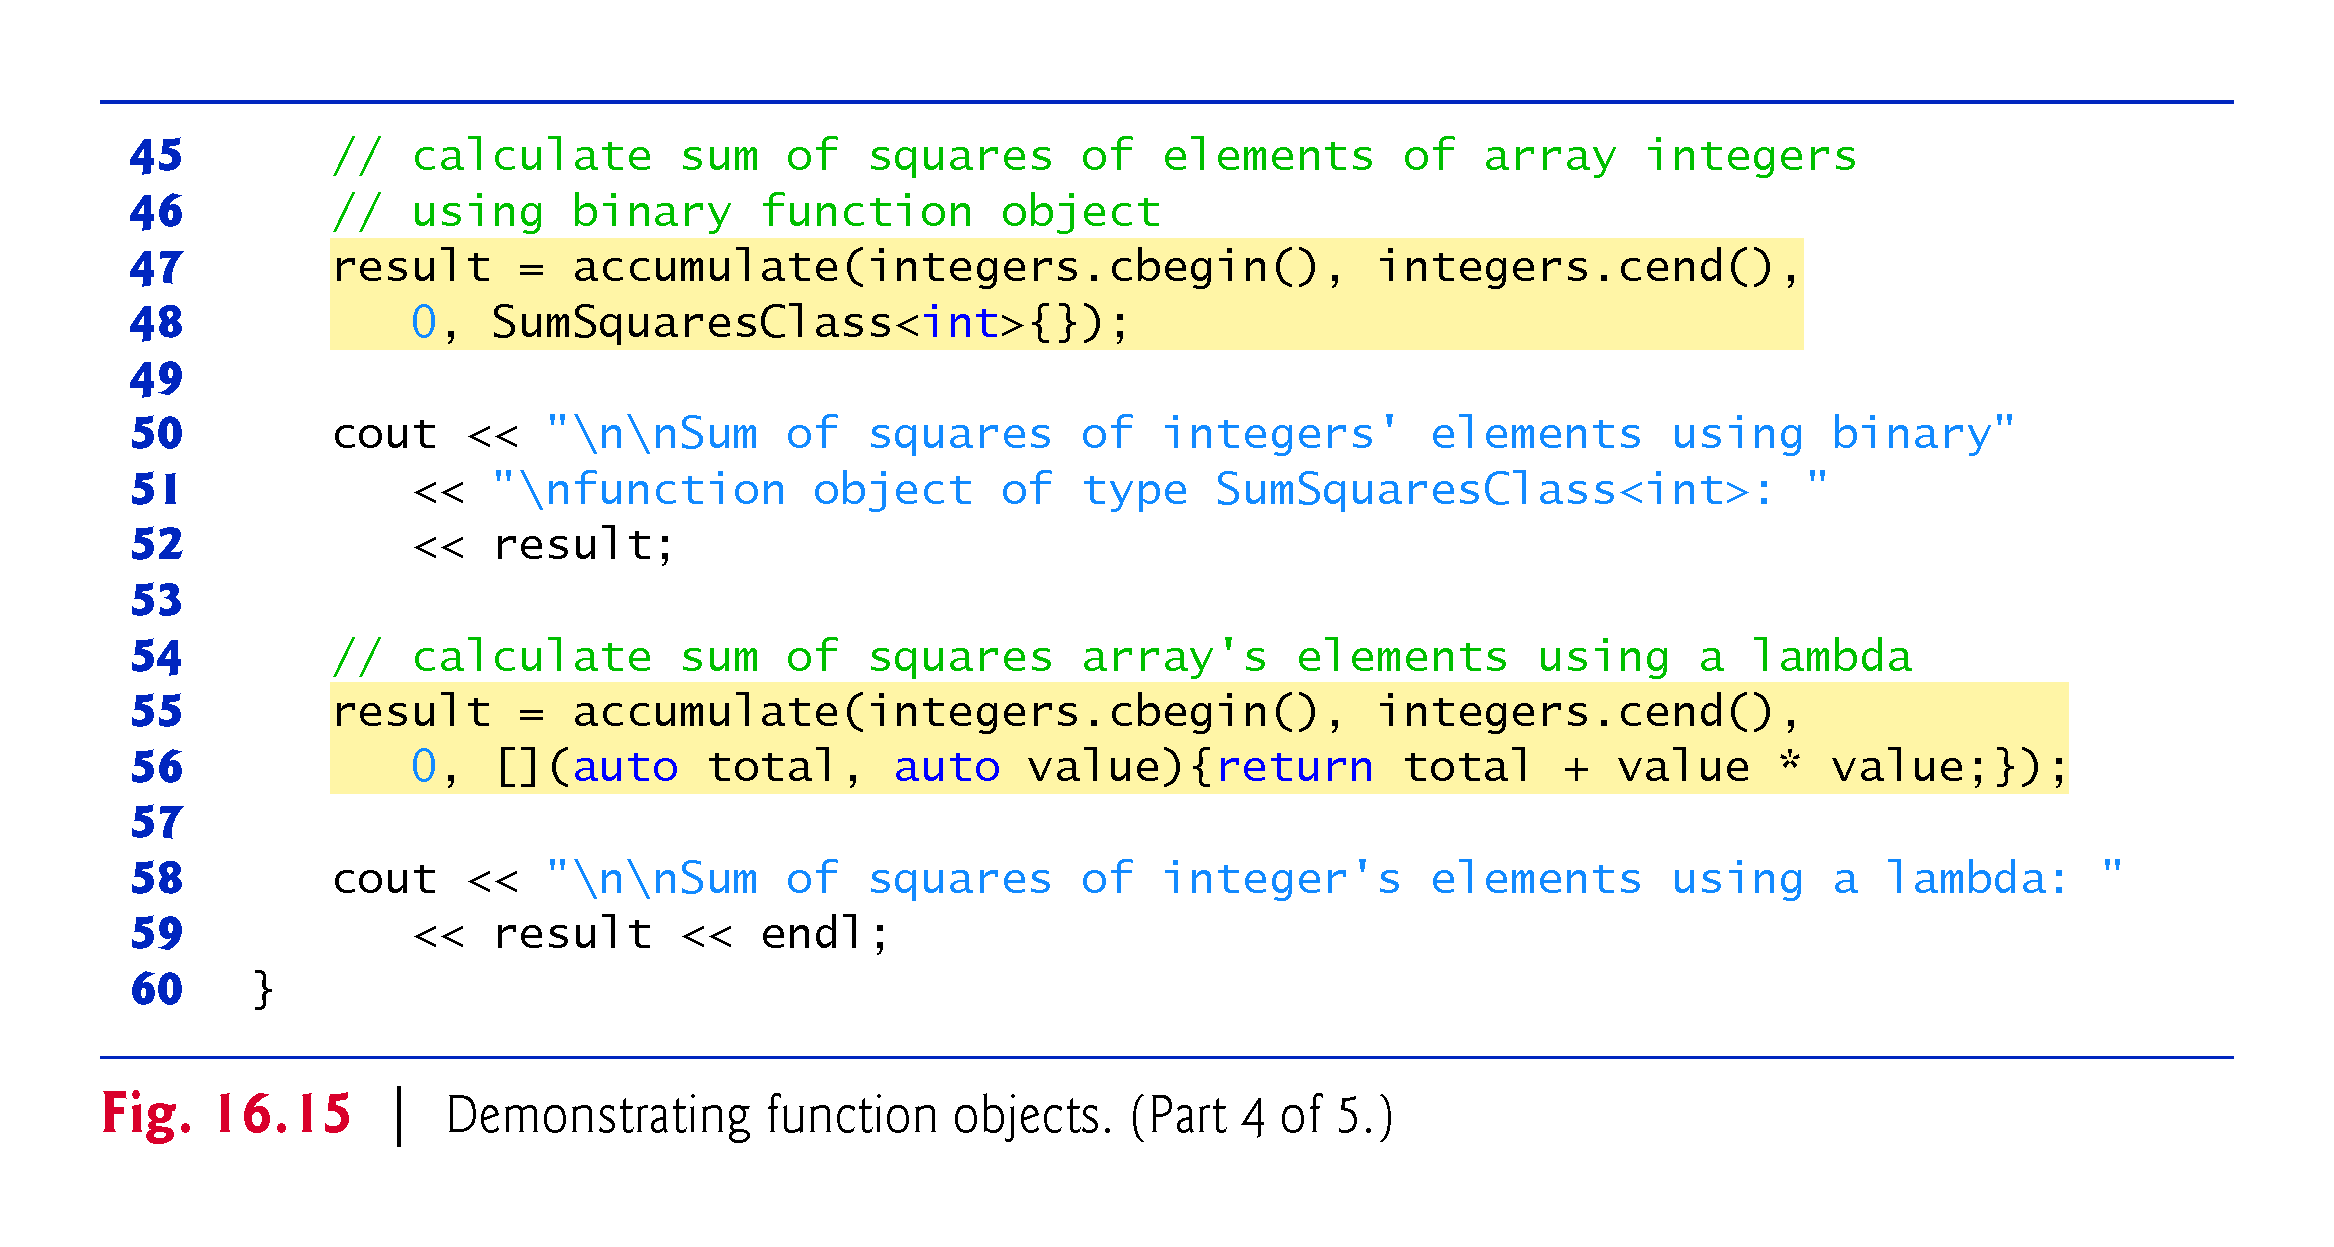 45 // calculate sum of squares of elements of array integers
46 // using binary function object
47 result = accumulate(integers.cbegin(), integers.cend(),
48    0, SumSquaresClass<int>{});
49
50 cout << "\n\nSum of squares of integers' elements using binary"
51    << "\nfunction object of type SumSquaresClass<int>: "
52    << result;
53
54 // calculate sum of squares array's elements using a lambda
55 result = accumulate(integers.cbegin(), integers.cend(),
56    0, [](auto total, auto value){return total + value * value;});
57
58 cout << "\n\nSum of squares of integer's elements using a lambda: "
59    << result << endl;
60 }
Fig. 16.15 | Demonstrating function objects. (Part 4 of 5.)